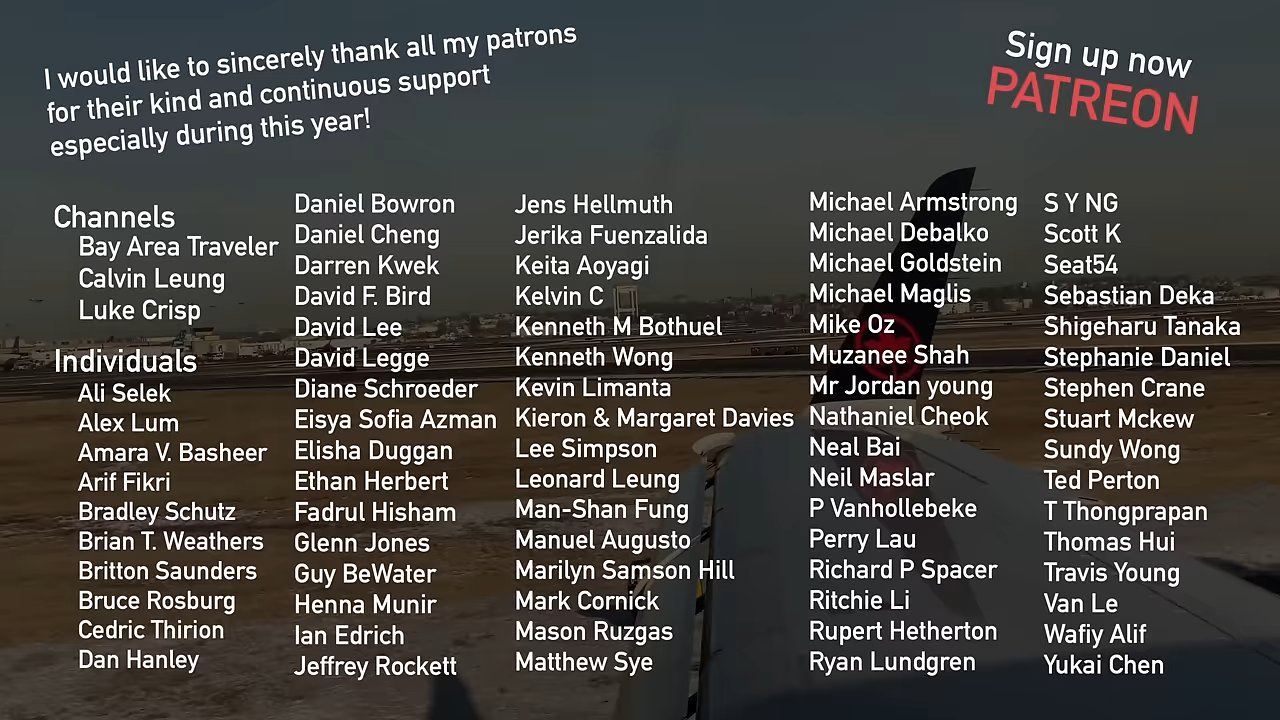 I would like to sincerely thank all my patrons
for their kind and continuous support
especially during this year!
Sign up now
PATREON
Channels
Bay Area Traveler
Calvin Leung
Luke Crisp
Individuals
Ali Selek
Alex Lum
Amara V. Basheer
Arif Fikri
Bradley Schutz
Brian T. Weathers
Britton Saunders
Bruce Rosburg
Cedric Thirion
Dan Hanley
Daniel Bowron
Daniel Cheng
Darren Kwek
David F. Bird
David Lee
David Legge
Diane Schroeder
Eisya Sofia Azman
Elisha Duggan
Ethan Herbert
Fadrul Hisham
Glenn Jones
Guy BeWater
Henna Munir
Ian Edrich
Jeffrey Rockett
Jens Hellmuth
Jerika Fuenzalida
Keita Aoyagi
Kelvin C
Kenneth M Bothuel
Kenneth Wong
Kevin Limanta
Kieron & Margaret Davies
Lee Simpson
Leonard Leung
Man-Shan Fung
Manuel Augusto
Marilyn Samson Hill
Mark Cornick
Mason Ruzgas
Matthew Sye
Michael Armstrong
Michael Debalko
Michael Goldstein
Michael Maglis
Mike Oz
Muzanee Shah
Mr Jordan young
Nathaniel Cheok
Neal Bai
Neil Maslar
P Vanhollebeke
Perry Lau
Richard P Spacer
Ritchie Li
Rupert Hetherton
Ryan Lundgren
S Y NG
Scott K
Seat54
Sebastian Deka
Shigeharu Tanaka
Stephanie Daniel
Stephen Crane
Stuart Mckew
Sundy Wong
Ted Perton
T Thongprapan
Thomas Hui
Travis Young
Van Le
Wafiy Alif
Yukai Chen